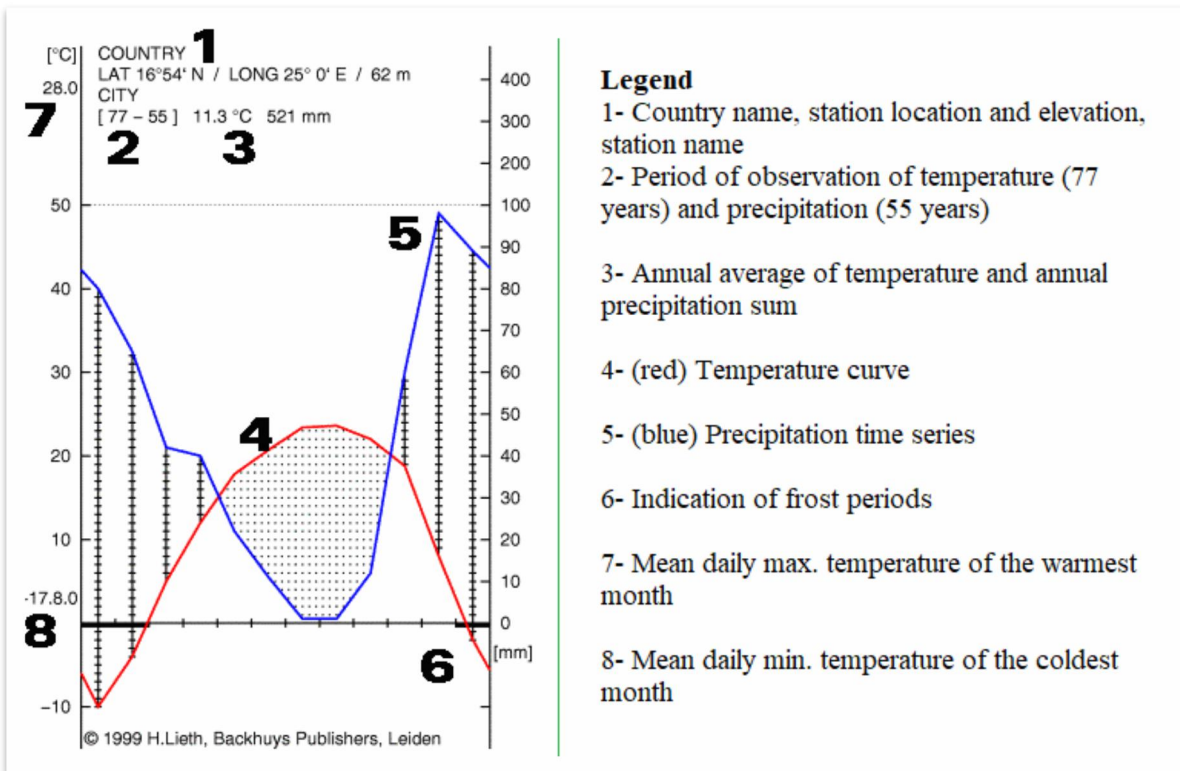 [°C]
COUNTRY 1
LAT 16°54' N / LONG 25° 0' E / 62 m
CITY
[ 77 – 55 ] 11.3 °C 521 mm
28.0
7
2
3
400
300
200
50
100
5
90
40
80
70
30
60
50
4
20
40
30
10
20
10
-17.8.0
0
8
[mm]
6
−10
© 1999 H.Lieth, Backhuys Publishers, Leiden
Legend
1- Country name, station location and elevation,
station name
2- Period of observation of temperature (77
years) and precipitation (55 years)
3- Annual average of temperature and annual
precipitation sum
4- (red) Temperature curve
5- (blue) Precipitation time series
6- Indication of frost periods
7- Mean daily max. temperature of the warmest
month
8- Mean daily min. temperature of the coldest
month